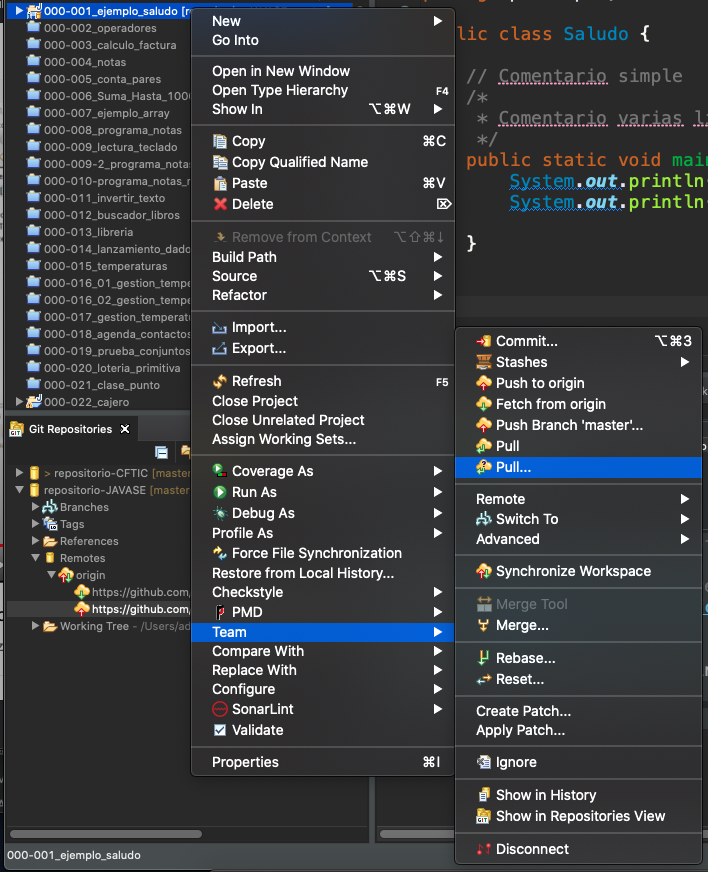 000-001_ejemplo_saludo
000-002_operadores
000-003_calculo_factura
000-004_notas
000-005_conta_pares
000-006_Suma_Hasta_1000
000-007_ejemplo_array
000-008_programa_notas
000-009_lectura_teclado
000-009-2_programa_notas
000-010-programa_notas_r
000-011_invertir_texto
000-012_buscador_libros
000-013_libreria
000-014_lanzamiento_dado
000-015_temperaturas
000-016_01_gestion_tempe
000-016_02_gestion_tempe
000-017_gestion_temperat
000-018_agenda_contactos
000-019_prueba_conjuntos
000-020_loteria_primitiva
000-021_clase_punto
000-022_cajero
Git Repositories
> repositorio-CFTIC [master
repositorio-JAVASE [master
Branches
Tags
References
Remotes
origin
https://github.com/
https://github.com/
Working Tree - /Users/ad
000-001_ejemplo_saludo
New
Go Into
Open in New Window
Open Type Hierarchy F4
Show In ⌥⌘W
Copy ⌘C
Copy Qualified Name
Paste ⌘V
Delete ⌦
Remove from Context ⌥⇧⌘↓
Build Path
Source ⌥⌘S
Refactor
Import...
Export...
Refresh F5
Close Project
Close Unrelated Project
Assign Working Sets...
Coverage As
Run As
Debug As
Profile As
Force File Synchronization
Restore from Local History...
Checkstyle
PMD
Team
Compare With
Replace With
Configure
SonarLint
Validate
Properties ⌘I
lic class Saludo {
// Comentario simple
/*
* Comentario varias li
*/
public static void main
System.out.println(
System.out.println(
}
Commit... ⌥⌘3
Stashes
Push to origin
Fetch from origin
Push Branch 'master'...
Pull
Pull...
Remote
Switch To
Advanced
Synchronize Workspace
Merge Tool
Merge...
Rebase...
Reset...
Create Patch...
Apply Patch...
Ignore
Show in History
Show in Repositories View
Disconnect